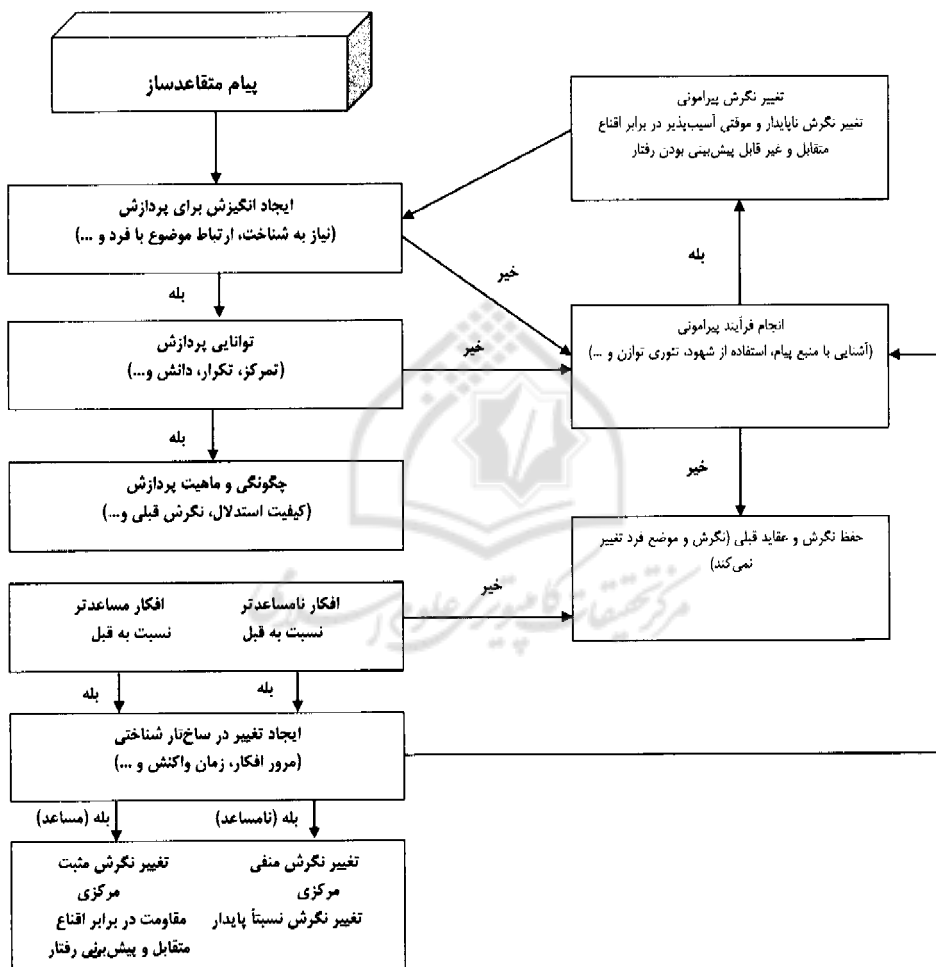 پیام متقاعدساز
تغییر نگرش پیرامونی
تغییر نگرش ناپایدار و موقتی آسیب‌پذیر در برابر اقناع
متقابل و غیر قابل پیش‌بینی بودن رفتار
ایجاد انگیزش برای پردازش
(نیاز به شناخت، ارتباط موضوع با فرد و ...)
خیر
بله
بله
توانایی پردازش
(تمرکز، تکرار، دانش و...)
خیر
انجام فرآیند پیرامونی
(آشنایی با منبع پیام، استفاده از شهود، تئوری توازن و ...)
بله
خیر
چگونگی و ماهیت پردازش
(کیفیت استدلال، نگرش قبلی و...)
حفظ نگرش و عقاید قبلی (نگرش و موضع فرد تغییر
نمی‌کند)
افکار نامساعدتر
نسبت به قبل
افکار مساعدتر
نسبت به قبل
خیر
مرکز تحقیقات کامپیوتری علوم اسلامی
بله
بله
ایجاد تغییر در ساختار شناختی
(مرور افکار، زمان واکنش و ...)
بله (نامساعد)
بله (مساعد)
تغییر نگرش منفی
مرکزی
تغییر نگرش نسبتاً پایدار
تغییر نگرش مثبت
مرکزی
مقاومت در برابر اقناع
متقابل و پیش‌بینی رفتار